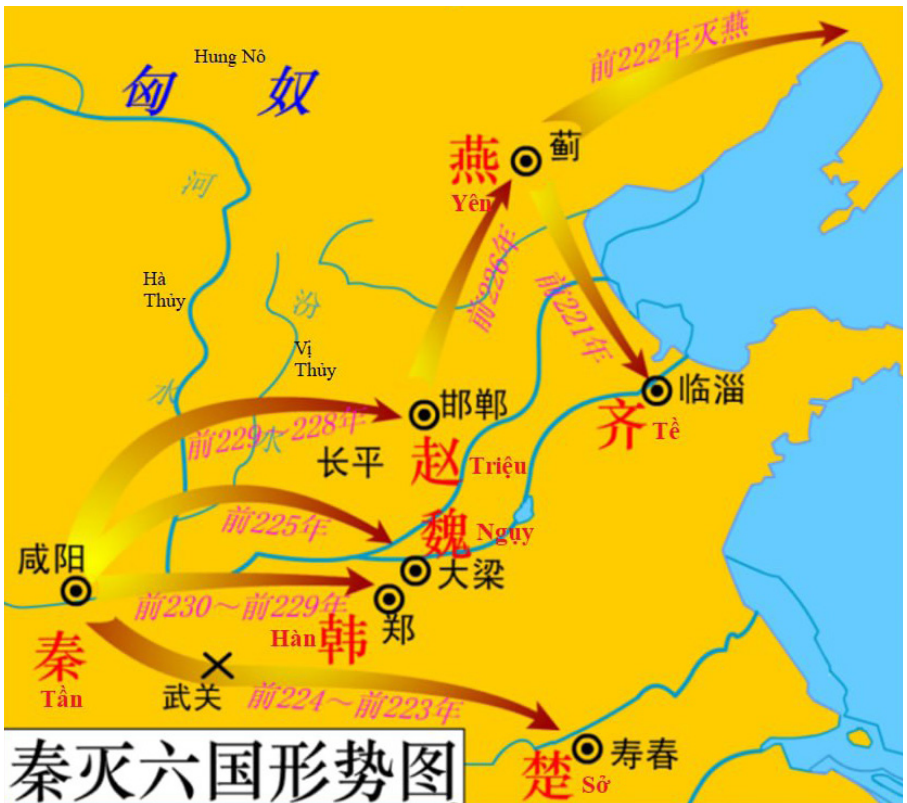 前222年灭燕
Hung Nô
匈 奴
燕
蓟
Yên
河
Hà
Thủy
汾
Vị
Thủy
前226年
前221年
水
水
前229～228年
邯郸
临淄
齐
Tề
长平
赵
Triệu
前225年
魏
Ngụy
咸阳
大梁
前230～前229年
郑
Hàn
韩
秦
Tần
武关
前224～前223年
寿春
楚
Sở
秦灭六国形势图